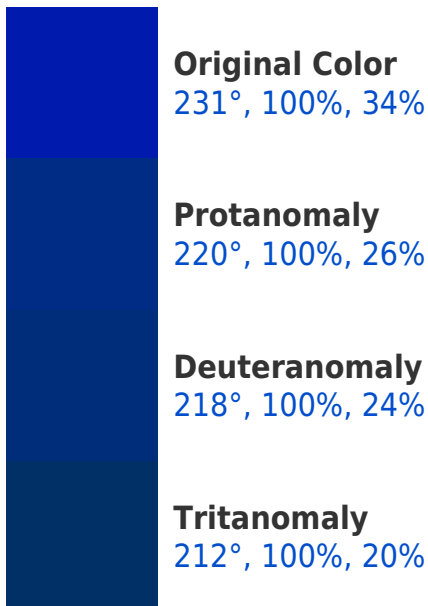 Original Color
231°, 100%, 34%
Protanomaly
220°, 100%, 26%
Deuteranomaly
218°, 100%, 24%
Tritanomaly
212°, 100%, 20%